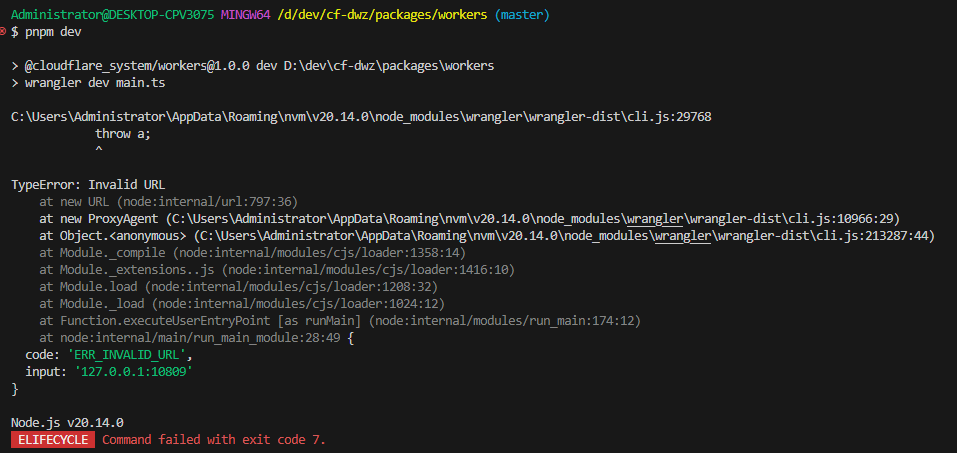 Administrator@DESKTOP-CPV3075 MINGW64 /d/dev/cf-dwz/packages/workers (master)
$ pnpm dev
> @cloudflare_system/workers@1.0.0 dev D:\dev\cf-dwz\packages\workers
> wrangler dev main.ts
C:\Users\Administrator\AppData\Roaming\nvm\v20.14.0\node_modules\wrangler\wrangler-dist\cli.js:29768
throw a;
^
TypeError: Invalid URL
at new URL (node:internal/url:797:36)
at new ProxyAgent (C:\Users\Administrator\AppData\Roaming\nvm\v20.14.0\node_modules\wrangler\wrangler-dist\cli.js:10966:29)
at Object.<anonymous> (C:\Users\Administrator\AppData\Roaming\nvm\v20.14.0\node_modules\wrangler\wrangler-dist\cli.js:213287:44)
at Module._compile (node:internal/modules/cjs/loader:1358:14)
at Module._extensions..js (node:internal/modules/cjs/loader:1416:10)
at Module.load (node:internal/modules/cjs/loader:1208:32)
at Module._load (node:internal/modules/cjs/loader:1024:12)
at Function.executeUserEntryPoint [as runMain] (node:internal/modules/run_main:174:12)
at node:internal/main/run_main_module:28:49 {
code: 'ERR_INVALID_URL',
input: '127.0.0.1:10809'
}
Node.js v20.14.0
ELIFECYCLE Command failed with exit code 7.